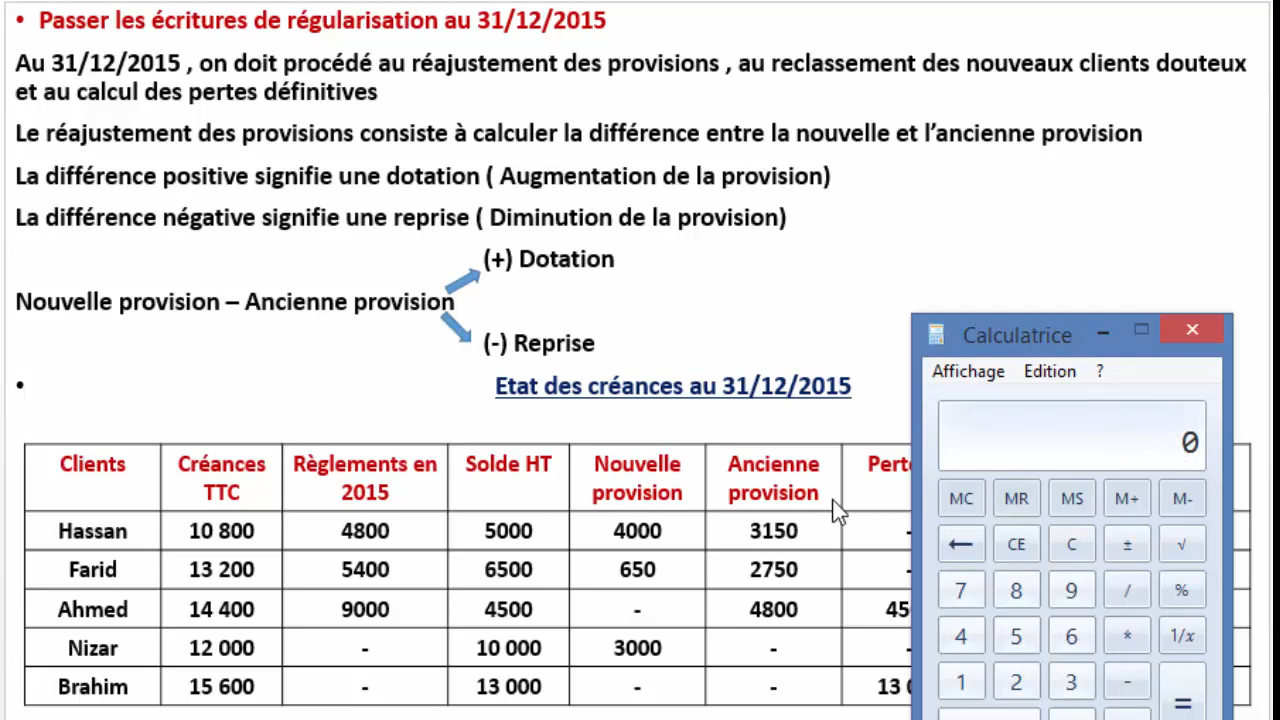 • Passer les écritures de régularisation au 31/12/2015
Au 31/12/2015 , on doit procédé au réajustement des provisions , au reclassement des nouveaux clients douteux
et au calcul des pertes définitives
Le réajustement des provisions consiste à calculer la différence entre la nouvelle et l’ancienne provision
La différence positive signifie une dotation ( Augmentation de la provision)
La différence négative signifie une reprise ( Diminution de la provision)
(+) Dotation
Nouvelle provision – Ancienne provision
(-) Reprise
• Etat des créances au 31/12/2015
Clients Créances TTC Règlements en 2015 Solde HT Nouvelle provision Ancienne provision
Hassan 10 800 4800 5000 4000 3150 -
Farid 13 200 5400 6500 650 2750 -
Ahmed 14 400 9000 4500 - 4800
Nizar 12 000 - 10 000 3000 - -
Brahim 15 600 - 13 000 - -
Calculatrice
Affichage Edition ?
0
MC MR MS M+ M-
← CE C ± √
7 8 9 / %
4 5 6 * 1/x
1 2 3 - =